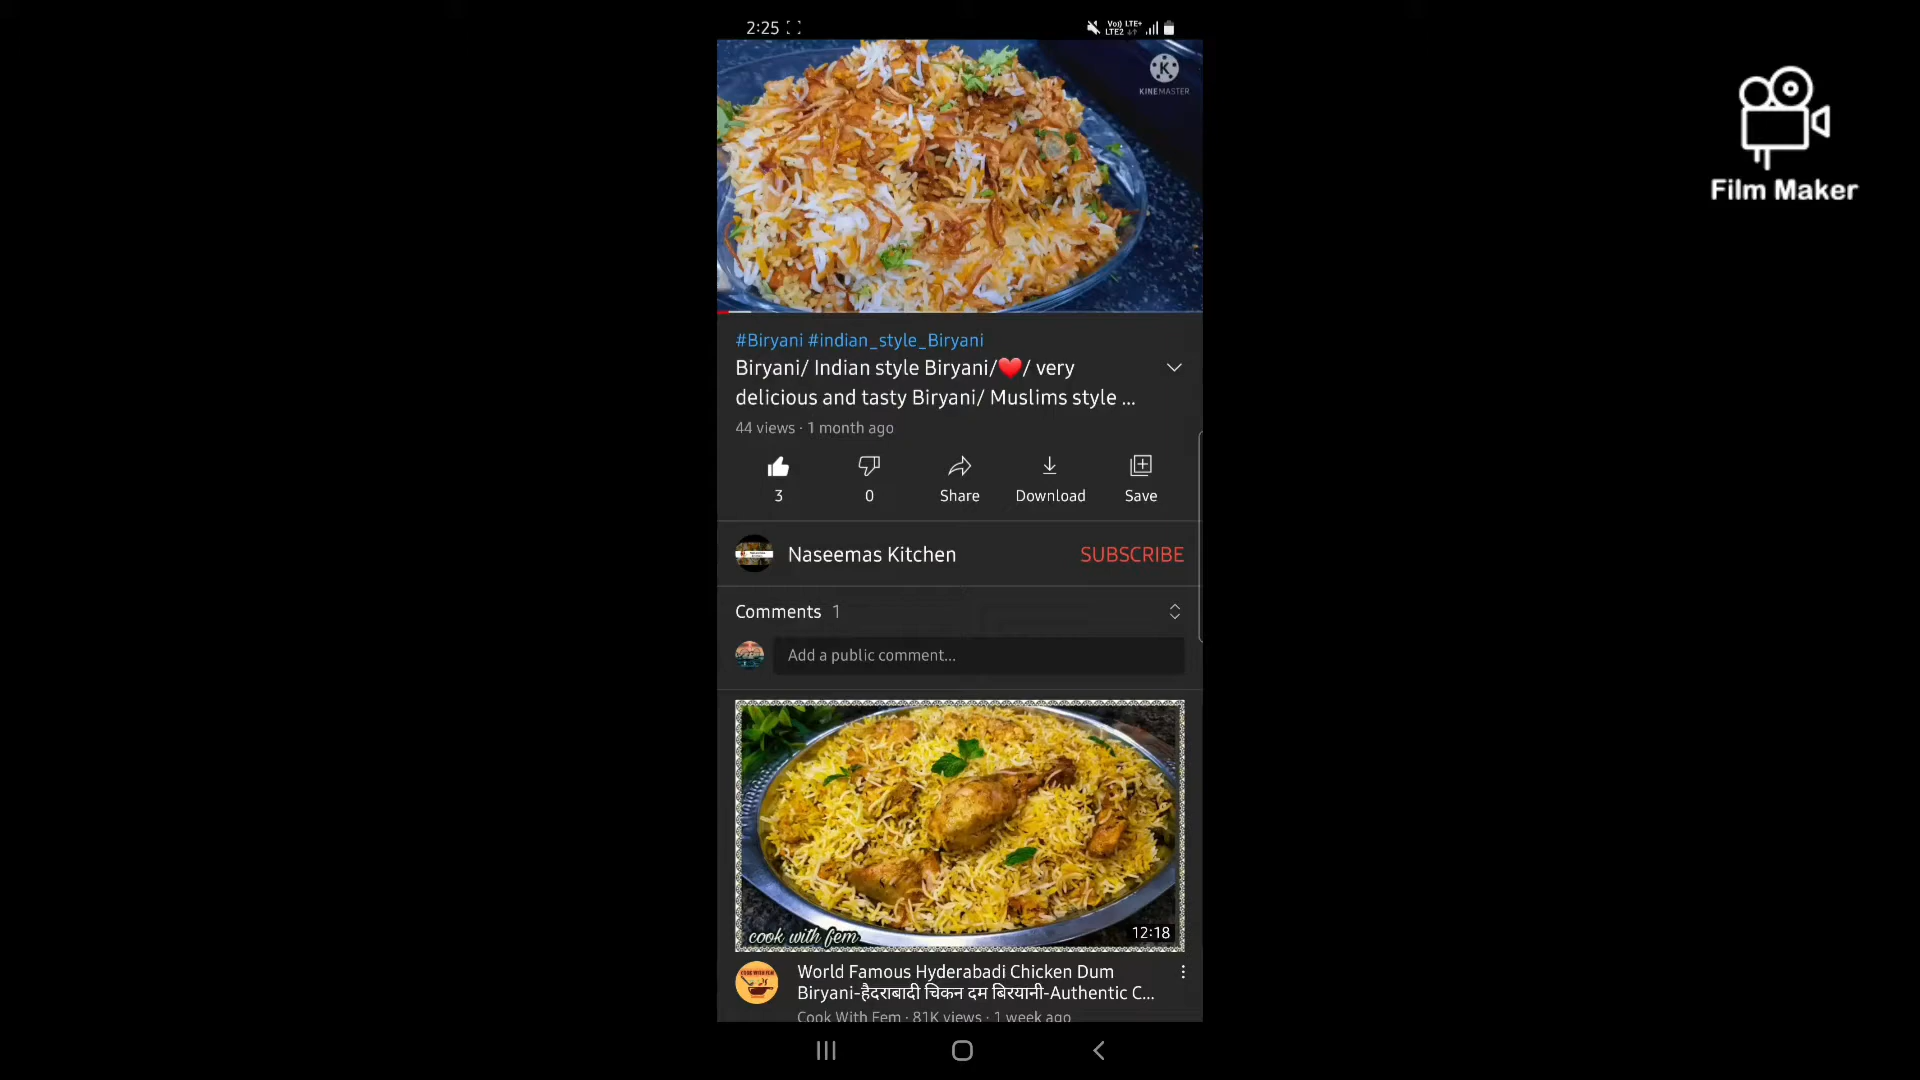 2:25
Vo) LTE+
LTE2
KINEMASTER
Film Maker
#Biryani #indian_style_Biryani
Biryani/ Indian style Biryani/❤️/ very
delicious and tasty Biryani/ Muslims style ...
44 views · 1 month ago
3
0
Share
Download
Save
Naseemas Kitchen
SUBSCRIBE
Comments 1
Add a public comment...
cook with fem
12:18
World Famous Hyderabadi Chicken Dum
Biryani-हैदराबादी चिकन दम बिरयानी-Authentic C...
Cook With Fem · 81K views · 1 week ago